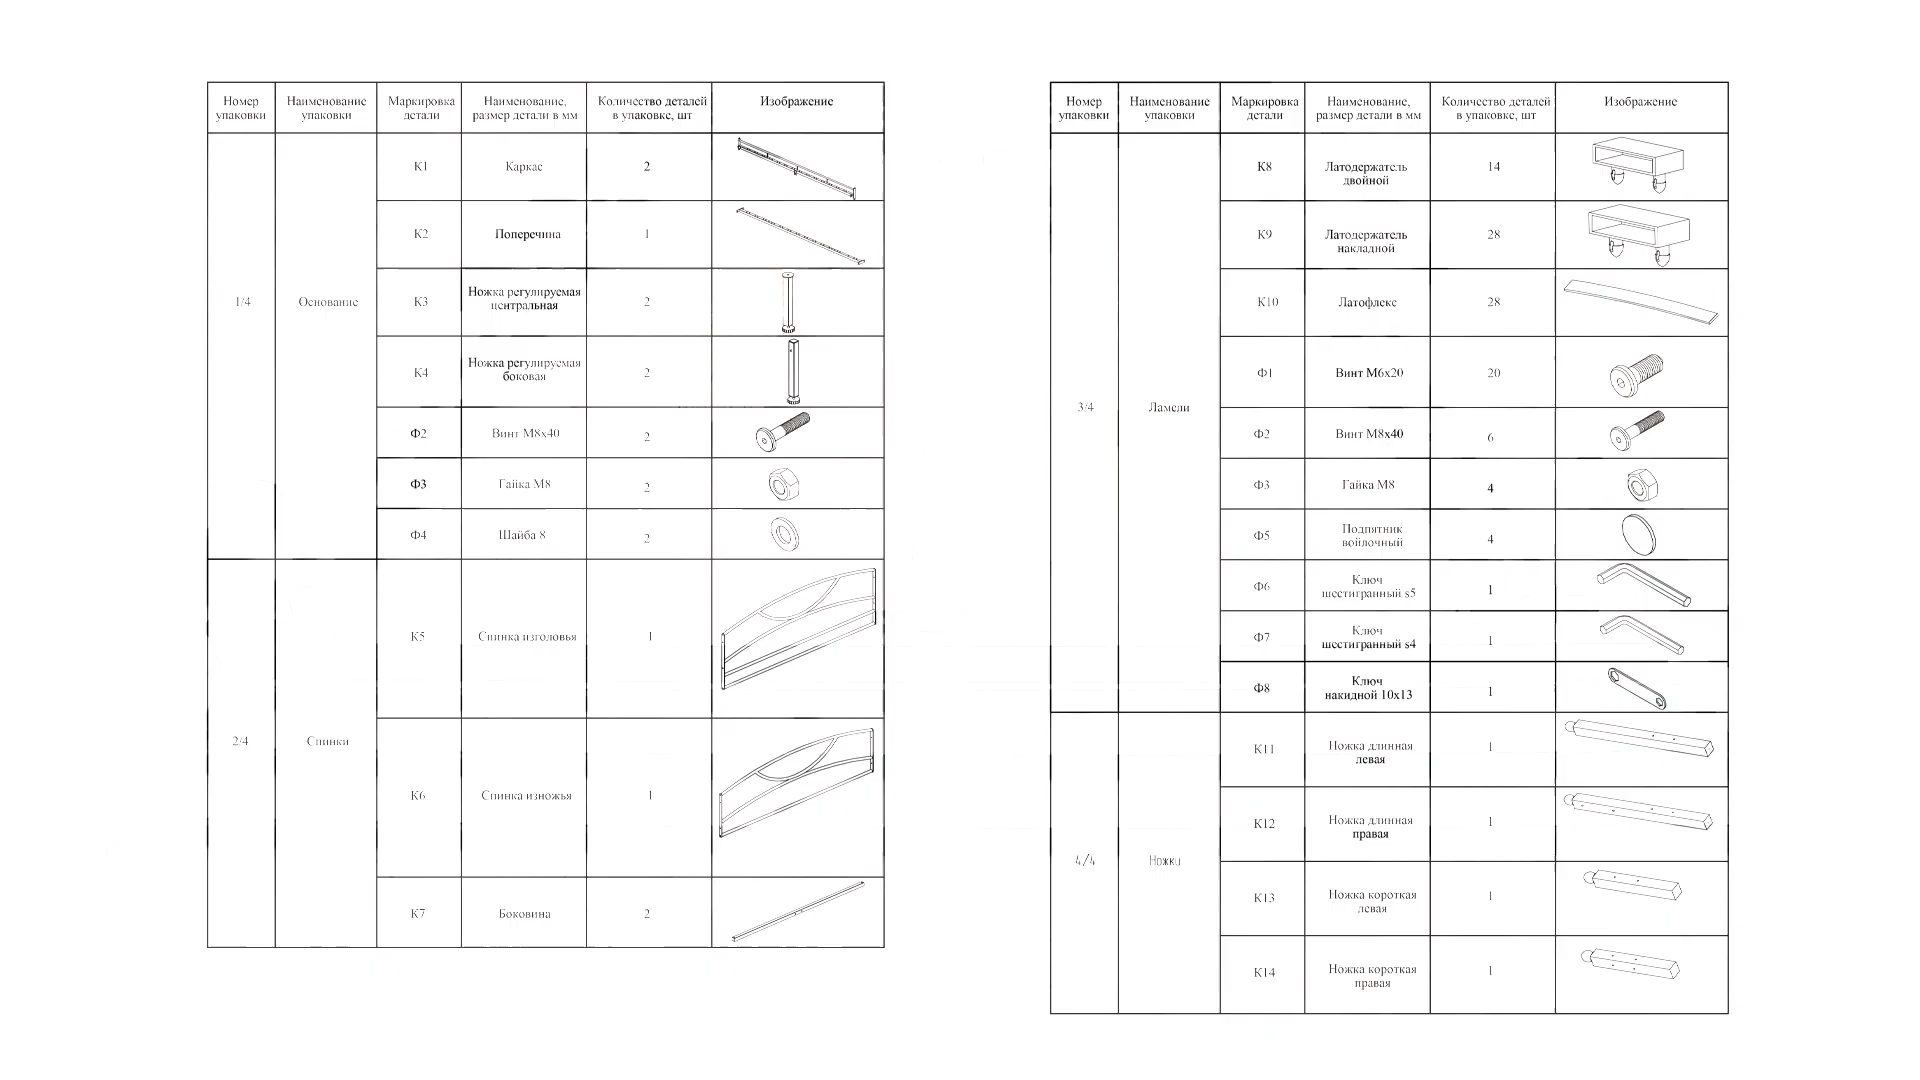 Номер упаковки
Наименование упаковки
Маркировка детали
Наименование, размер детали в мм
Количество деталей в упаковке, шт
Изображение
1/4
Основание
К1
Каркас
2
К2
Поперечина
1
К3
Ножка регулируемая
центральная
2
К4
Ножка регулируемая
боковая
2
Ф2
Винт М8х40
2
Ф3
Гайка М8
2
Ф4
Шайба 8
2
2/4
Спинки
К5
Спинка изголовья
1
К6
Спинка изножья
1
К7
Боковина
2
Номер упаковки
Наименование упаковки
Маркировка детали
Наименование, размер детали в мм
Количество деталей в упаковке, шт
Изображение
3/4
Ламели
К8
Латодержатель
двойной
14
К9
Латодержатель
накладной
28
К10
Латофлекс
28
Ф1
Винт М6х20
20
Ф2
Винт М8х40
6
Ф3
Гайка М8
4
Ф5
Подпятник
войлочный
4
Ф6
Ключ
шестигранный s5
1
Ф7
Ключ
шестигранный s4
1
Ф8
Ключ
накидной 10х13
1
4/4
Ножки
К11
Ножка длинная
левая
1
К12
Ножка длинная
правая
1
К13
Ножка короткая
левая
1
К14
Ножка короткая
правая
1